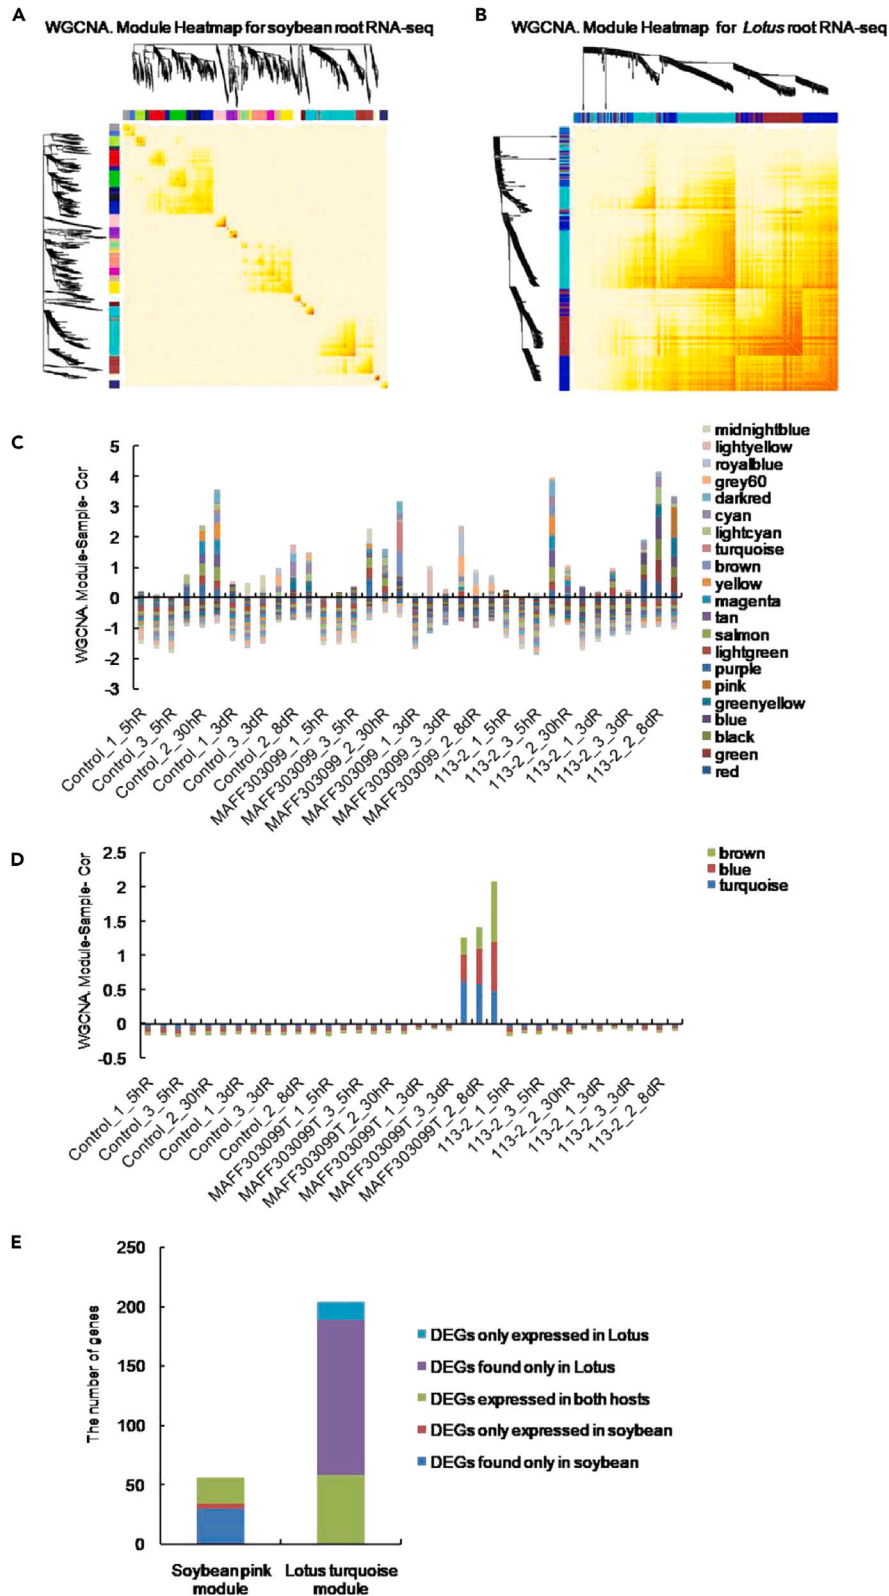 A
WGCNA. Module Heatmap for soybean root RNA-seq
B
WGCNA. Module Heatmap for Lotus root RNA-seq
C
WGCNA. Module-Sample- Cor
5
4
3
2
1
0
-1
-2
-3
Control_1_5hR
Control_3_5hR
Control_2_30hR
Control_1_3dR
Control_3_3dR
Control_2_8dR
MAFF303099_1_5hR
MAFF303099_3_5hR
MAFF303099_2_30hR
MAFF303099_1_3dR
MAFF303099_3_3dR
MAFF303099_2_8dR
113-2_1_5hR
113-2_3_5hR
113-2_2_30hR
113-2_1_3dR
113-2_3_3dR
113-2_2_8dR
midnightblue
lightyellow
royalblue
grey60
darkred
cyan
lightcyan
turquoise
brown
yellow
magenta
tan
salmon
lightgreen
purple
pink
greenyellow
blue
black
green
red
D
WGCNA. Module-Sample- Cor
2.5
2
1.5
1
0.5
0
-0.5
Control_1_5hR
Control_3_5hR
Control_2_30hR
Control_1_3dR
Control_3_3dR
Control_2_8dR
MAFF303099T_1_5hR
MAFF303099T_3_5hR
MAFF303099T_2_30hR
MAFF303099T_1_3dR
MAFF303099T_3_3dR
MAFF303099T_2_8dR
113-2_1_5hR
113-2_3_5hR
113-2_2_30hR
113-2_1_3dR
113-2_3_3dR
113-2_2_8dR
brown
blue
turquoise
E
The number of genes
250
200
150
100
50
0
Soybean pink
module
Lotus turquoise
module
DEGs only expressed in Lotus
DEGs found only in Lotus
DEGs expressed in both hosts
DEGs only expressed in soybean
DEGs found only in soybean